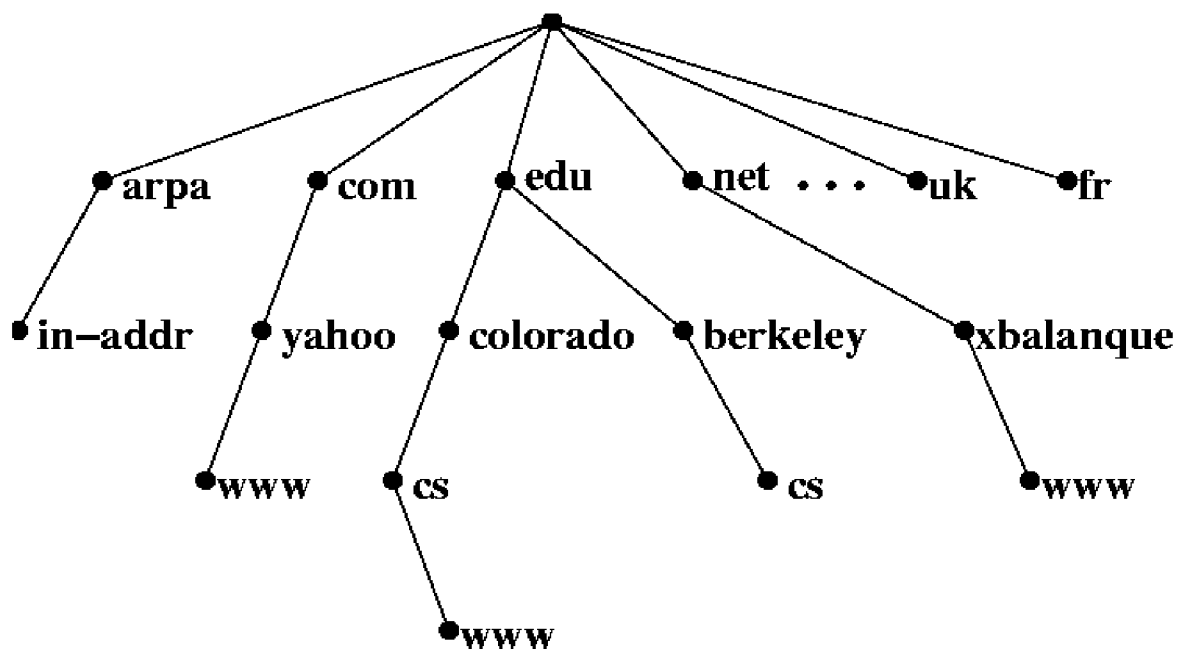 arpa com edu net . . . uk fr
in-addr yahoo colorado berkeley xbalanque
www cs cs www
www